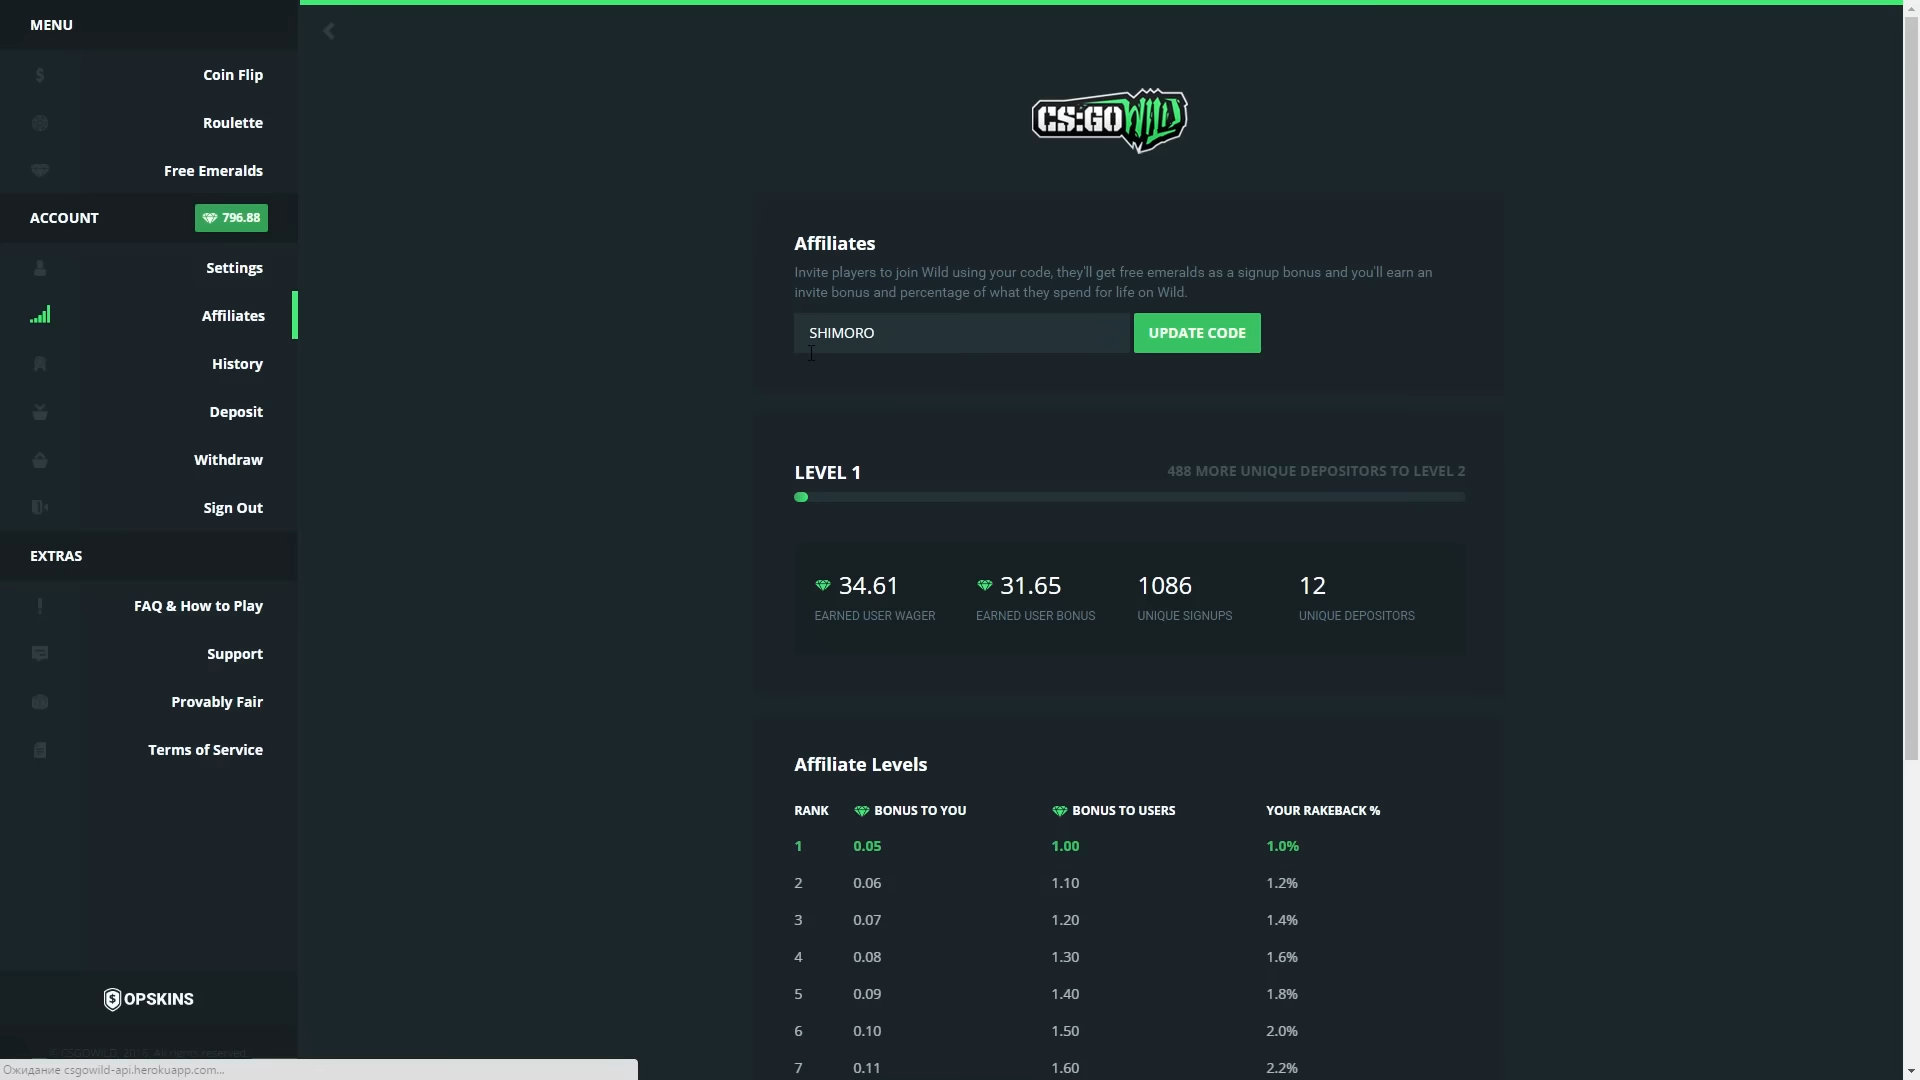 MENU
Coin Flip
Roulette
Free Emeralds
ACCOUNT
796.88
Settings
Affiliates
History
Deposit
Withdraw
Sign Out
EXTRAS
FAQ & How to Play
Support
Provably Fair
Terms of Service
OPSKINS
© CSGOWILD, 2016. All rights reserved.
Ожидание csgowild-api.herokuapp.com...
CS:GO WILD
Affiliates
Invite players to join Wild using your code, they'll get free emeralds as a signup bonus and you'll earn an
invite bonus and percentage of what they spend for life on Wild.
SHIMORO
UPDATE CODE
LEVEL 1
488 MORE UNIQUE DEPOSITORS TO LEVEL 2
34.61 31.65 1086 12
EARNED USER WAGER EARNED USER BONUS UNIQUE SIGNUPS UNIQUE DEPOSITORS
Affiliate Levels
RANK BONUS TO YOU BONUS TO USERS YOUR RAKEBACK %
1 0.05 1.00 1.0%
2 0.06 1.10 1.2%
3 0.07 1.20 1.4%
4 0.08 1.30 1.6%
5 0.09 1.40 1.8%
6 0.10 1.50 2.0%
7 0.11 1.60 2.2%